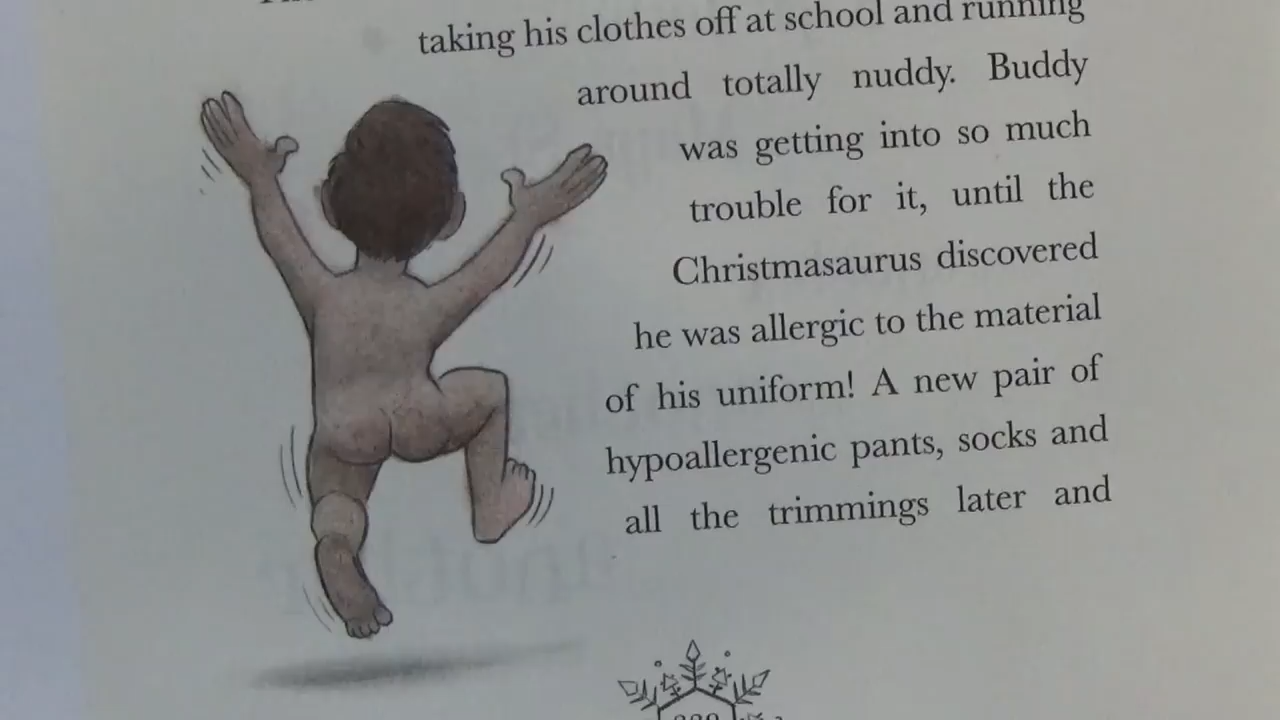 taking his clothes off at school and running
around totally nuddy. Buddy
was getting into so much
trouble for it, until the
Christmasaurus discovered
he was allergic to the material
of his uniform! A new pair of
hypoallergenic pants, socks and
all the trimmings later and